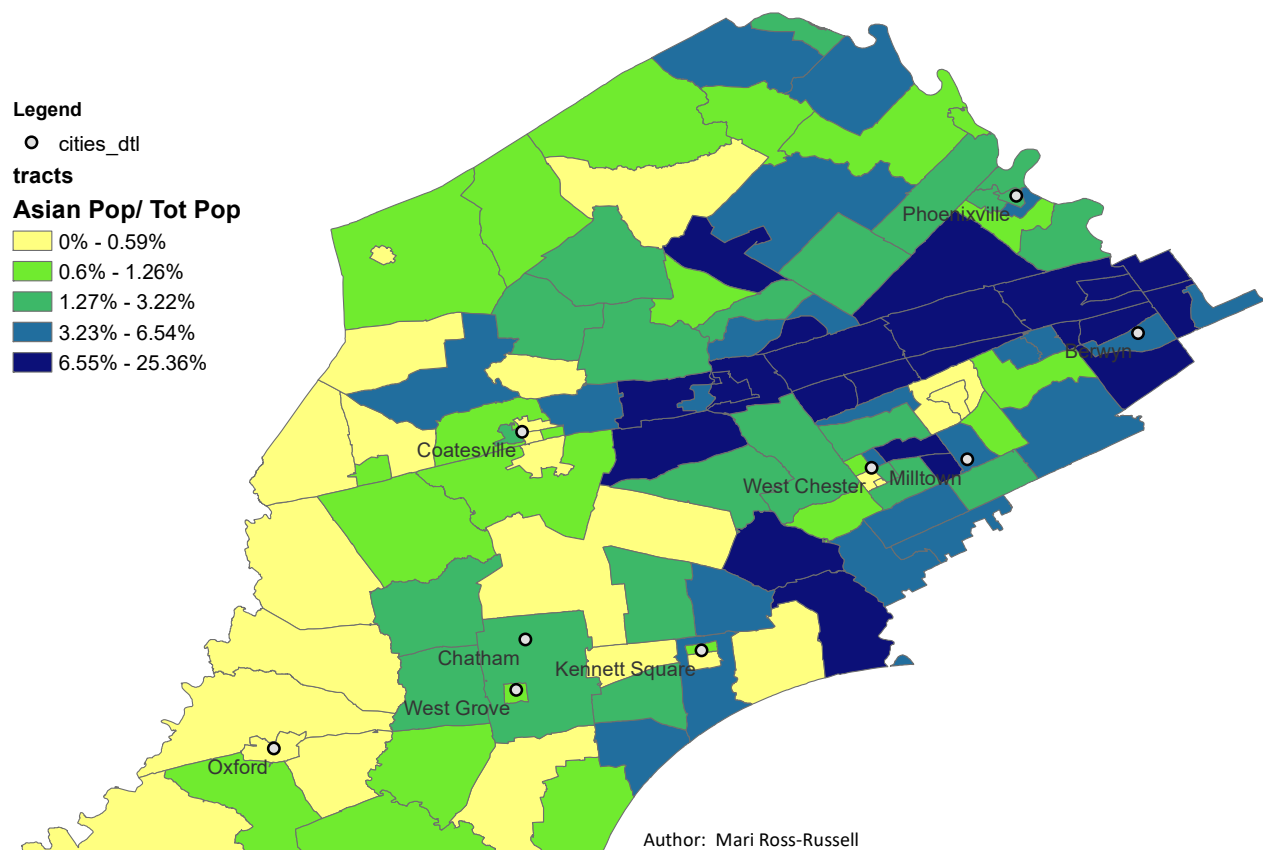 Legend
cities_dtl
tracts
Asian Pop/ Tot Pop
0% - 0.59%
0.6% - 1.26%
1.27% - 3.22%
3.23% - 6.54%
6.55% - 25.36%
Phoenixville
Berwyn
Coatesville
West Chester
Milltown
Chatham
Kennett Square
West Grove
Oxford
Author: Mari Ross-Russell